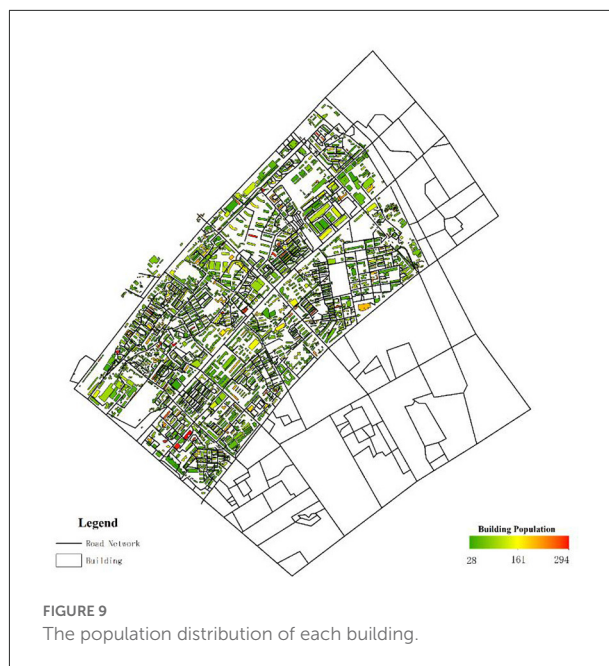 Legend
Road Network
Building
Building Population
28 161 294
FIGURE 9
The population distribution of each building.